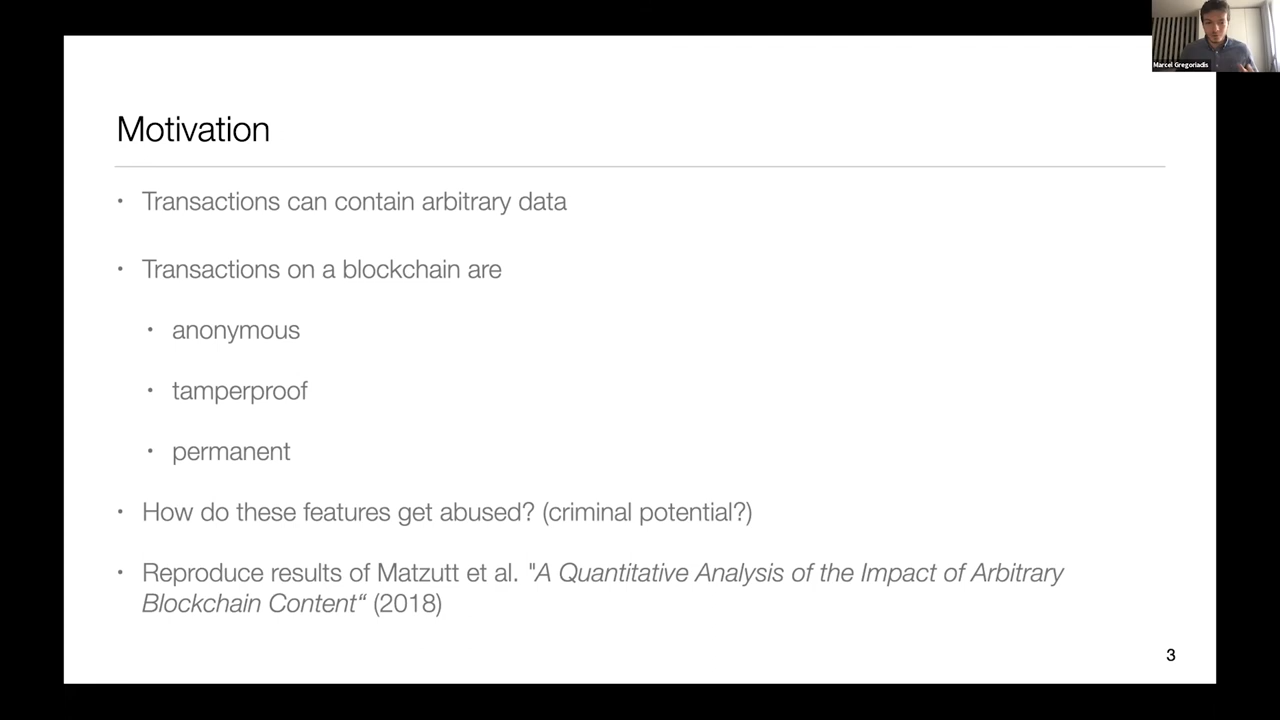 Marcel Gregoriadis
Motivation
• Transactions can contain arbitrary data
• Transactions on a blockchain are
• anonymous
• tamperproof
• permanent
• How do these features get abused? (criminal potential?)
• Reproduce results of Matzutt et al. "A Quantitative Analysis of the Impact of Arbitrary
Blockchain Content“ (2018)
3